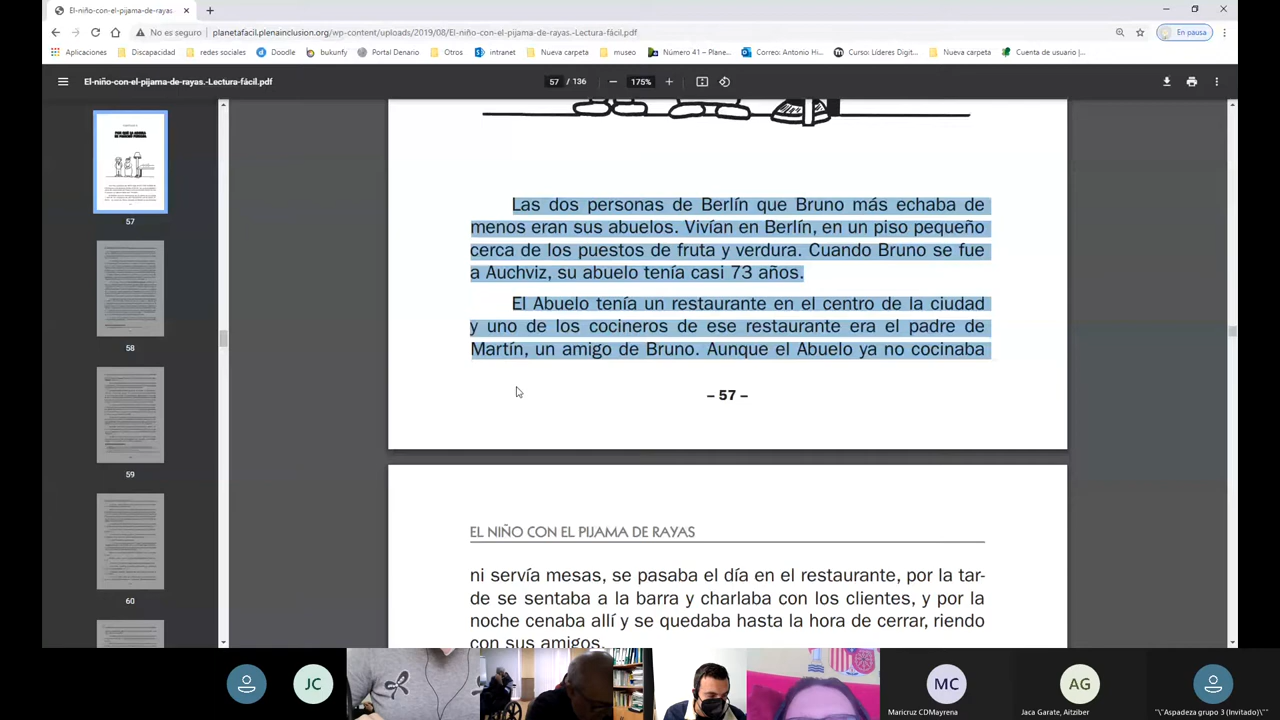 El-niño-con-el-pijama-de-rayas.-L
No es seguro
planetafacil.plenainclusion.org/wp-content/uploads/2019/08/El-niño-con-el-pijama-de-rayas.-Lectura-fácil.pdf
En pausa
Aplicaciones Discapacidad redes sociales Doodle bukunfy Portal Denario Otros intranet Nueva carpeta museo Número 41 – Plane... Correo: Antonio Hi... Curso: Líderes Digit... Nueva carpeta Cuenta de usuario |...
El-niño-con-el-pijama-de-rayas.-Lectura-fácil.pdf
57 / 136
175%
57
58
59
60
Las dos personas de Berlín que Bruno más echaba de
menos eran sus abuelos. Vivían en Berlín, en un piso pequeño
cerca de los puestos de fruta y verdura. Cuando Bruno se fue
a Auchviz, su abuelo tenía casi 73 años.
El Abuelo tenía un restaurante en el centro de la ciudad
y uno de los cocineros de ese restaurante era el padre de
Martín, un amigo de Bruno. Aunque el Abuelo ya no cocinaba
– 57 –
EL NIÑO CON EL PIJAMA DE RAYAS
ni servía mesas, se pasaba el día en el restaurante, por la tar-
de se sentaba a la barra y charlaba con los clientes, y por la
noche cenaba allí y se quedaba hasta la hora de cerrar, riendo
con sus amigos.
JC
MC
AG
Maricruz CDMayrena
Jaca Garate, Aitziber
"\"Aspadeza grupo 3 (Invitado)\""